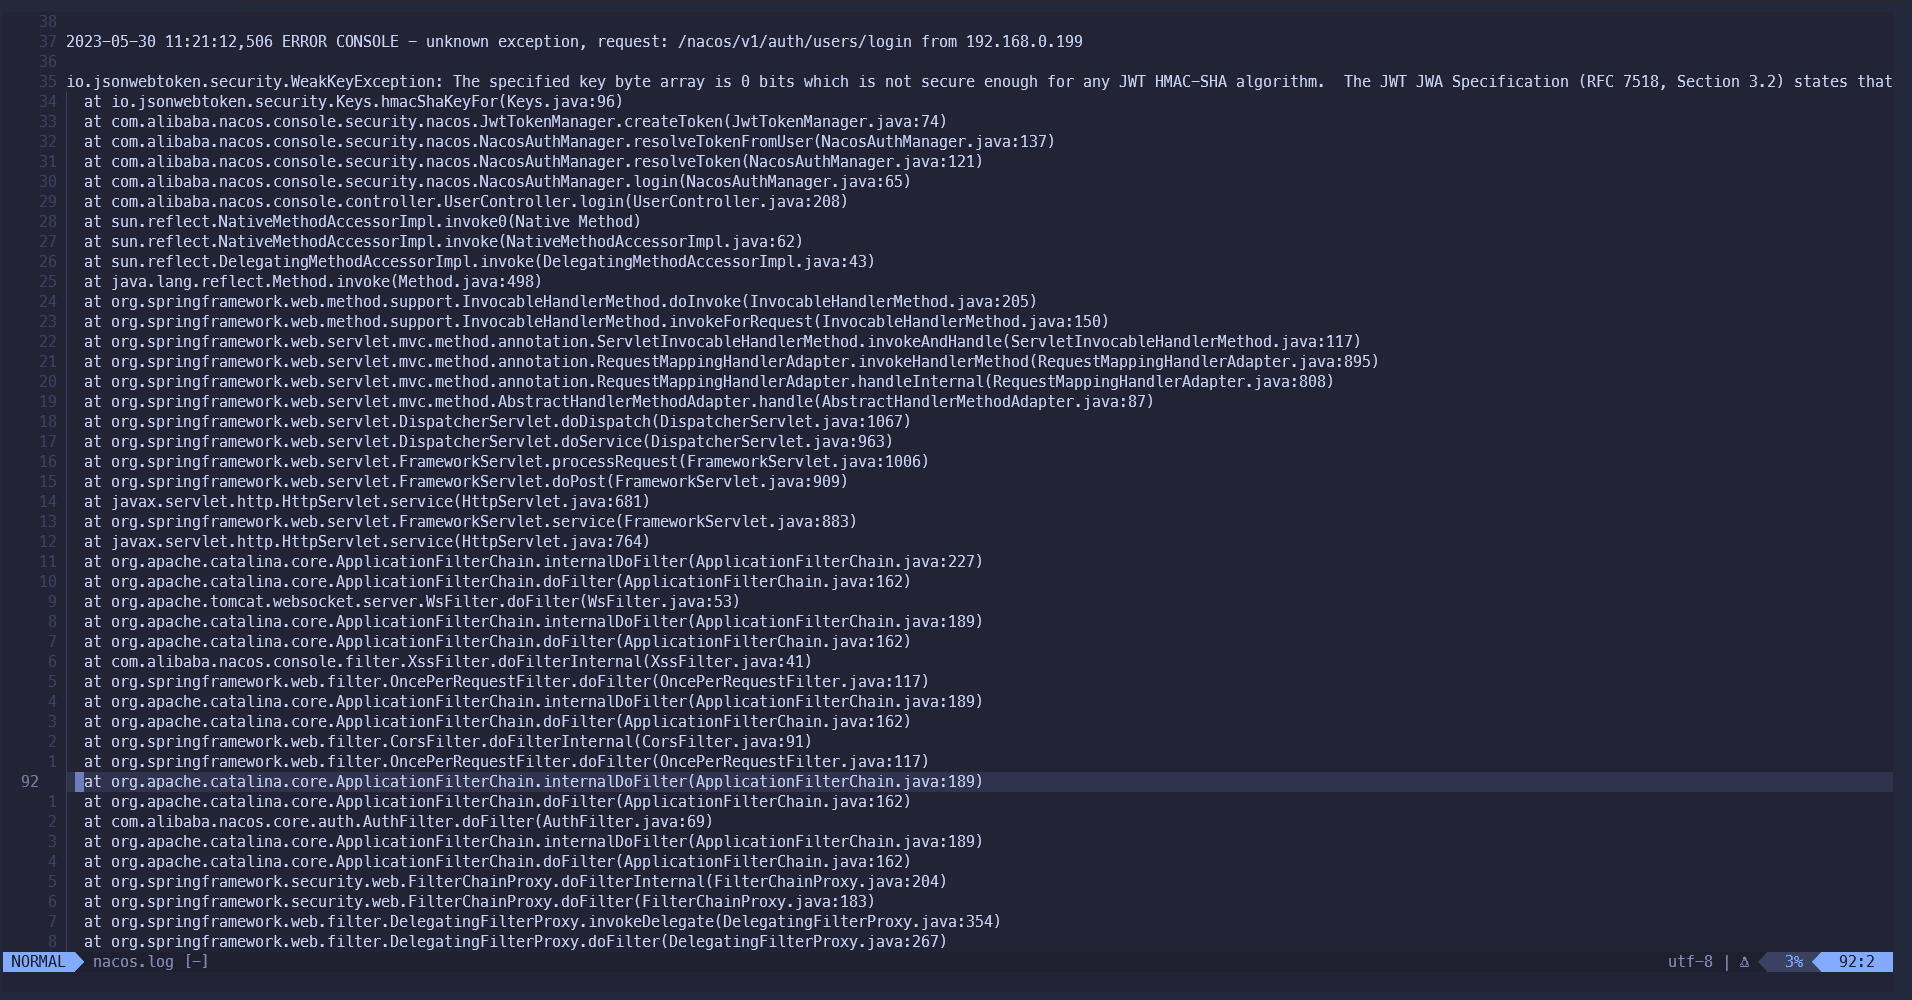 38
37 2023-05-30 11:21:12,506 ERROR CONSOLE - unknown exception, request: /nacos/v1/auth/users/login from 192.168.0.199
36
35 io.jsonwebtoken.security.WeakKeyException: The specified key byte array is 0 bits which is not secure enough for any JWT HMAC-SHA algorithm.  The JWT JWA Specification (RFC 7518, Section 3.2) states that
34 at io.jsonwebtoken.security.Keys.hmacShaKeyFor(Keys.java:96)
33 at com.alibaba.nacos.console.security.nacos.JwtTokenManager.createToken(JwtTokenManager.java:74)
32 at com.alibaba.nacos.console.security.nacos.NacosAuthManager.resolveTokenFromUser(NacosAuthManager.java:137)
31 at com.alibaba.nacos.console.security.nacos.NacosAuthManager.resolveToken(NacosAuthManager.java:121)
30 at com.alibaba.nacos.console.security.nacos.NacosAuthManager.login(NacosAuthManager.java:65)
29 at com.alibaba.nacos.console.controller.UserController.login(UserController.java:208)
28 at sun.reflect.NativeMethodAccessorImpl.invoke0(Native Method)
27 at sun.reflect.NativeMethodAccessorImpl.invoke(NativeMethodAccessorImpl.java:62)
26 at sun.reflect.DelegatingMethodAccessorImpl.invoke(DelegatingMethodAccessorImpl.java:43)
25 at java.lang.reflect.Method.invoke(Method.java:498)
24 at org.springframework.web.method.support.InvocableHandlerMethod.doInvoke(InvocableHandlerMethod.java:205)
23 at org.springframework.web.method.support.InvocableHandlerMethod.invokeForRequest(InvocableHandlerMethod.java:150)
22 at org.springframework.web.servlet.mvc.method.annotation.ServletInvocableHandlerMethod.invokeAndHandle(ServletInvocableHandlerMethod.java:117)
21 at org.springframework.web.servlet.mvc.method.annotation.RequestMappingHandlerAdapter.invokeHandlerMethod(RequestMappingHandlerAdapter.java:895)
20 at org.springframework.web.servlet.mvc.method.annotation.RequestMappingHandlerAdapter.handleInternal(RequestMappingHandlerAdapter.java:808)
19 at org.springframework.web.servlet.mvc.method.AbstractHandlerMethodAdapter.handle(AbstractHandlerMethodAdapter.java:87)
18 at org.springframework.web.servlet.DispatcherServlet.doDispatch(DispatcherServlet.java:1067)
17 at org.springframework.web.servlet.DispatcherServlet.doService(DispatcherServlet.java:963)
16 at org.springframework.web.servlet.FrameworkServlet.processRequest(FrameworkServlet.java:1006)
15 at org.springframework.web.servlet.FrameworkServlet.doPost(FrameworkServlet.java:909)
14 at javax.servlet.http.HttpServlet.service(HttpServlet.java:681)
13 at org.springframework.web.servlet.FrameworkServlet.service(FrameworkServlet.java:883)
12 at javax.servlet.http.HttpServlet.service(HttpServlet.java:764)
11 at org.apache.catalina.core.ApplicationFilterChain.internalDoFilter(ApplicationFilterChain.java:227)
10 at org.apache.catalina.core.ApplicationFilterChain.doFilter(ApplicationFilterChain.java:162)
9 at org.apache.tomcat.websocket.server.WsFilter.doFilter(WsFilter.java:53)
8 at org.apache.catalina.core.ApplicationFilterChain.internalDoFilter(ApplicationFilterChain.java:189)
7 at org.apache.catalina.core.ApplicationFilterChain.doFilter(ApplicationFilterChain.java:162)
6 at com.alibaba.nacos.console.filter.XssFilter.doFilterInternal(XssFilter.java:41)
5 at org.springframework.web.filter.OncePerRequestFilter.doFilter(OncePerRequestFilter.java:117)
4 at org.apache.catalina.core.ApplicationFilterChain.internalDoFilter(ApplicationFilterChain.java:189)
3 at org.apache.catalina.core.ApplicationFilterChain.doFilter(ApplicationFilterChain.java:162)
2 at org.springframework.web.filter.CorsFilter.doFilterInternal(CorsFilter.java:91)
1 at org.springframework.web.filter.OncePerRequestFilter.doFilter(OncePerRequestFilter.java:117)
92 at org.apache.catalina.core.ApplicationFilterChain.internalDoFilter(ApplicationFilterChain.java:189)
1 at org.apache.catalina.core.ApplicationFilterChain.doFilter(ApplicationFilterChain.java:162)
2 at com.alibaba.nacos.core.auth.AuthFilter.doFilter(AuthFilter.java:69)
3 at org.apache.catalina.core.ApplicationFilterChain.internalDoFilter(ApplicationFilterChain.java:189)
4 at org.apache.catalina.core.ApplicationFilterChain.doFilter(ApplicationFilterChain.java:162)
5 at org.springframework.security.web.FilterChainProxy.doFilterInternal(FilterChainProxy.java:204)
6 at org.springframework.security.web.FilterChainProxy.doFilter(FilterChainProxy.java:183)
7 at org.springframework.web.filter.DelegatingFilterProxy.invokeDelegate(DelegatingFilterProxy.java:354)
8 at org.springframework.web.filter.DelegatingFilterProxy.doFilter(DelegatingFilterProxy.java:267)
NORMAL nacos.log [-] utf-8 | 3% 92:2